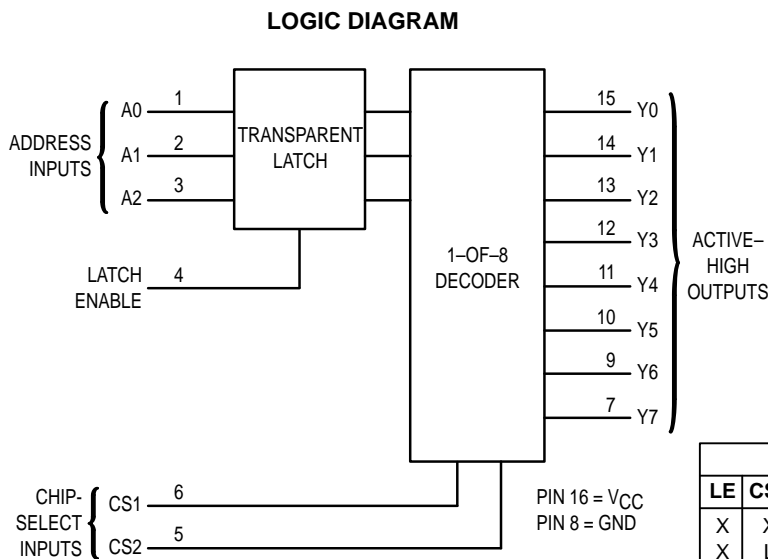 LOGIC DIAGRAM
ADDRESS
INPUTS
A0 1
A1 2
A2 3
TRANSPARENT
LATCH
LATCH
ENABLE
4
1–OF–8
DECODER
15 Y0
14 Y1
13 Y2
12 Y3
11 Y4
10 Y5
9 Y6
7 Y7
ACTIVE–
HIGH
OUTPUTS
CHIP-
SELECT
INPUTS
CS1 6
CS2 5
PIN 16 = VCC
PIN 8 = GND
LE
X
X